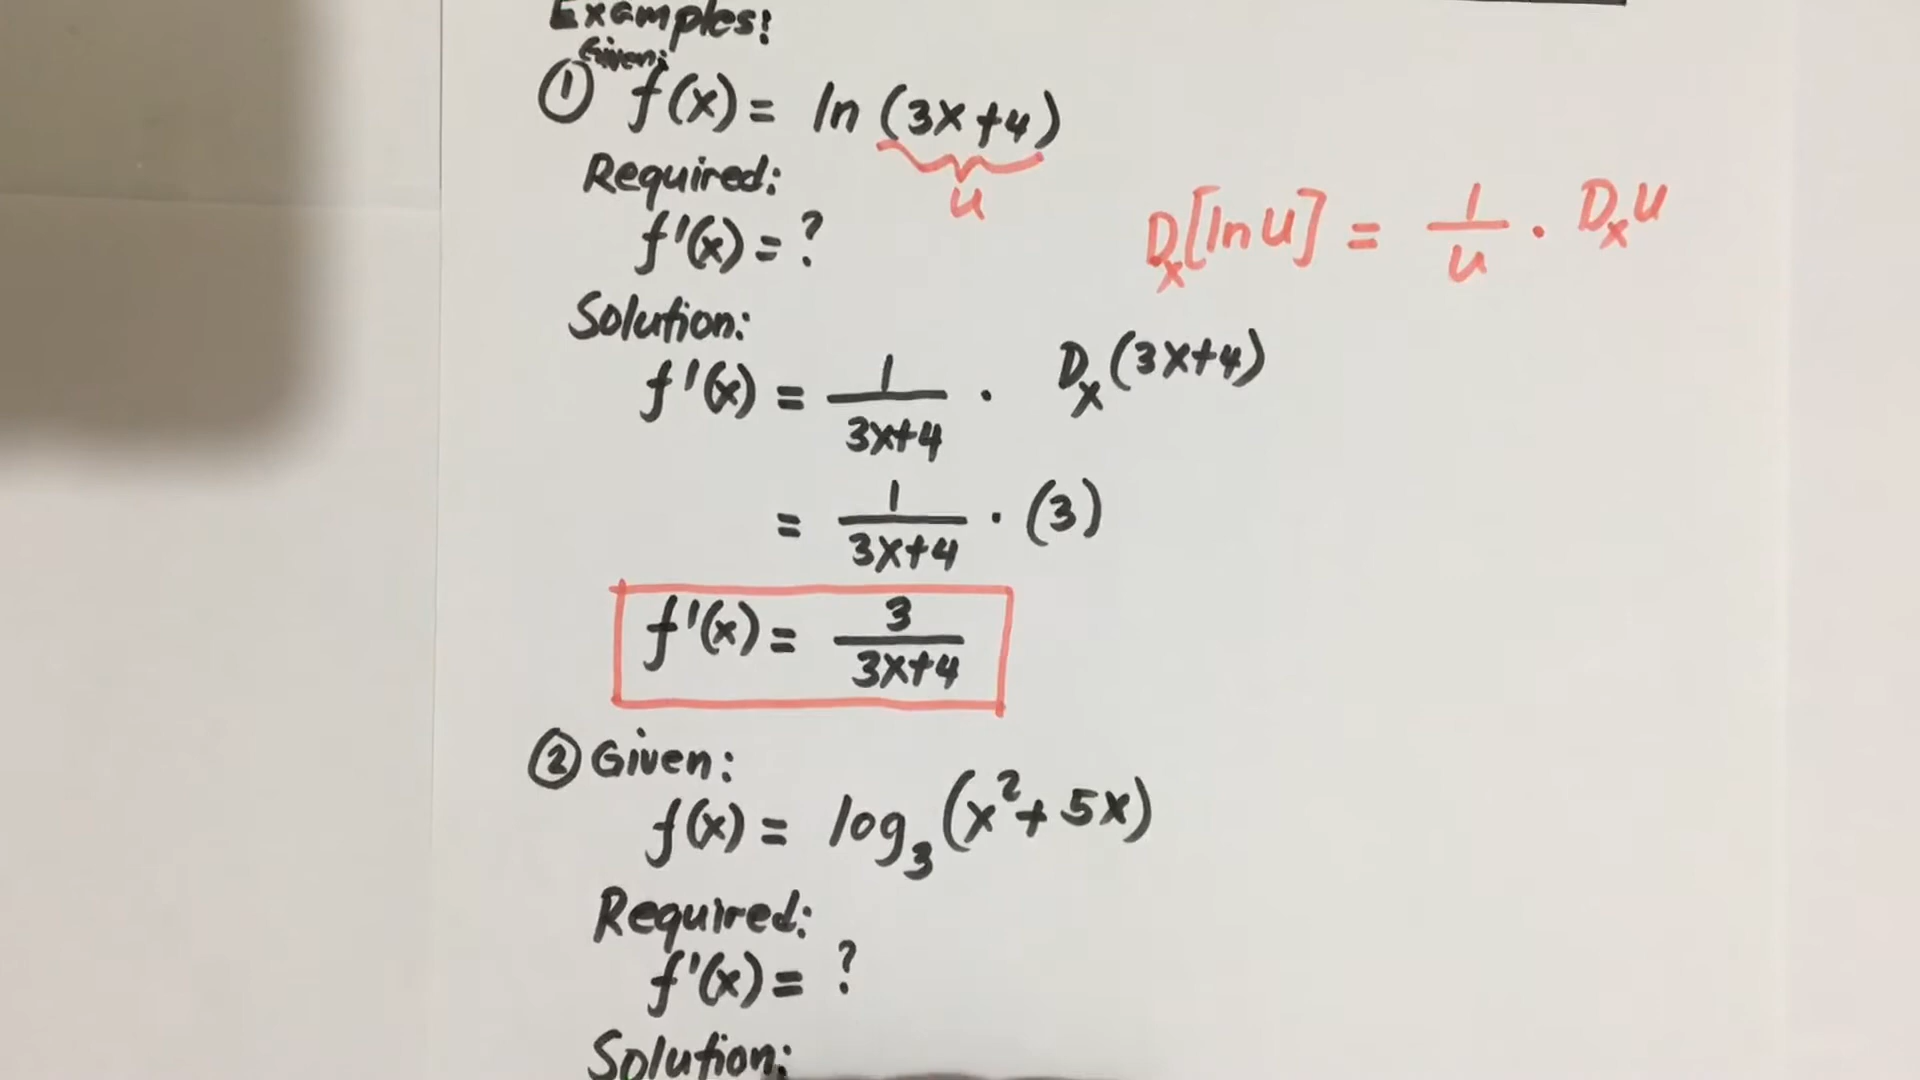 Examples:
Given:
① f(x) = ln (3x+4)
u
Required:
f'(x) = ?
Dx[ln u] = 1/u · Dxu
Solution:
f'(x) = 1/(3x+4) · Dx(3x+4)
= 1/(3x+4) · (3)
f'(x) = 3/(3x+4)
② Given:
f(x) = log₃(x²+5x)
Required:
f'(x) = ?
Solution: